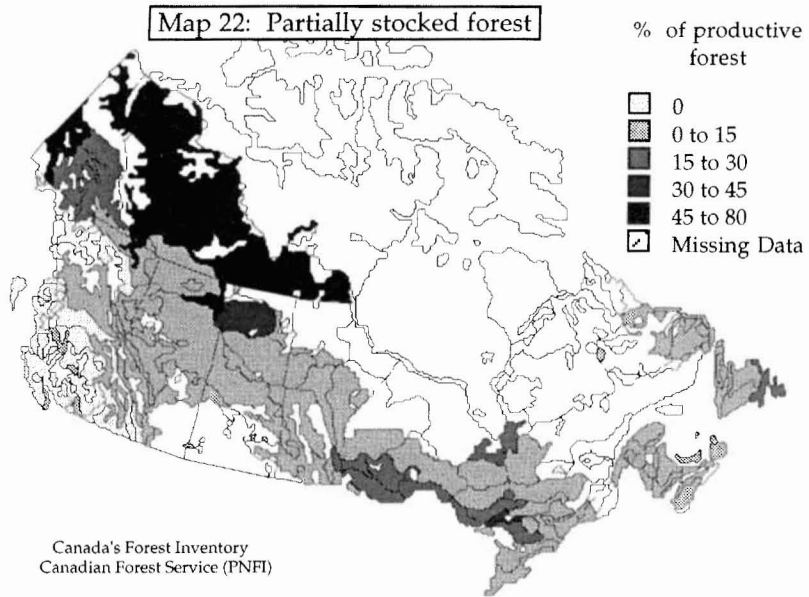 Map 22: Partially stocked forest
% of productive
forest
0
0 to 15
15 to 30
30 to 45
45 to 80
Missing Data
Canada's Forest Inventory
Canadian Forest Service (PNFI)